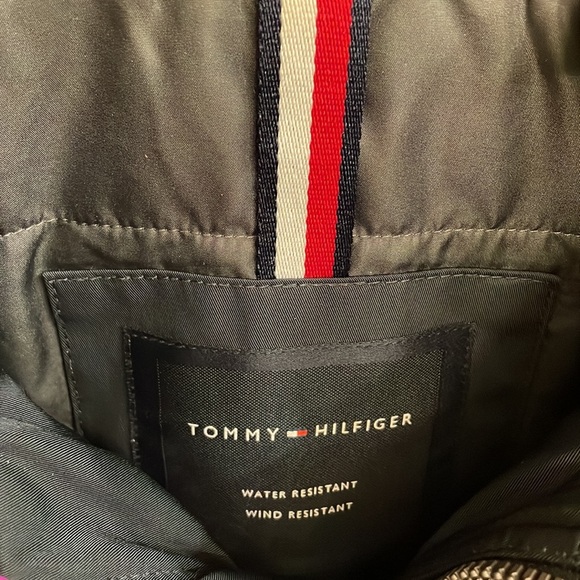 TOMMY HILFIGER
WATER RESISTANT
WIND RESISTANT